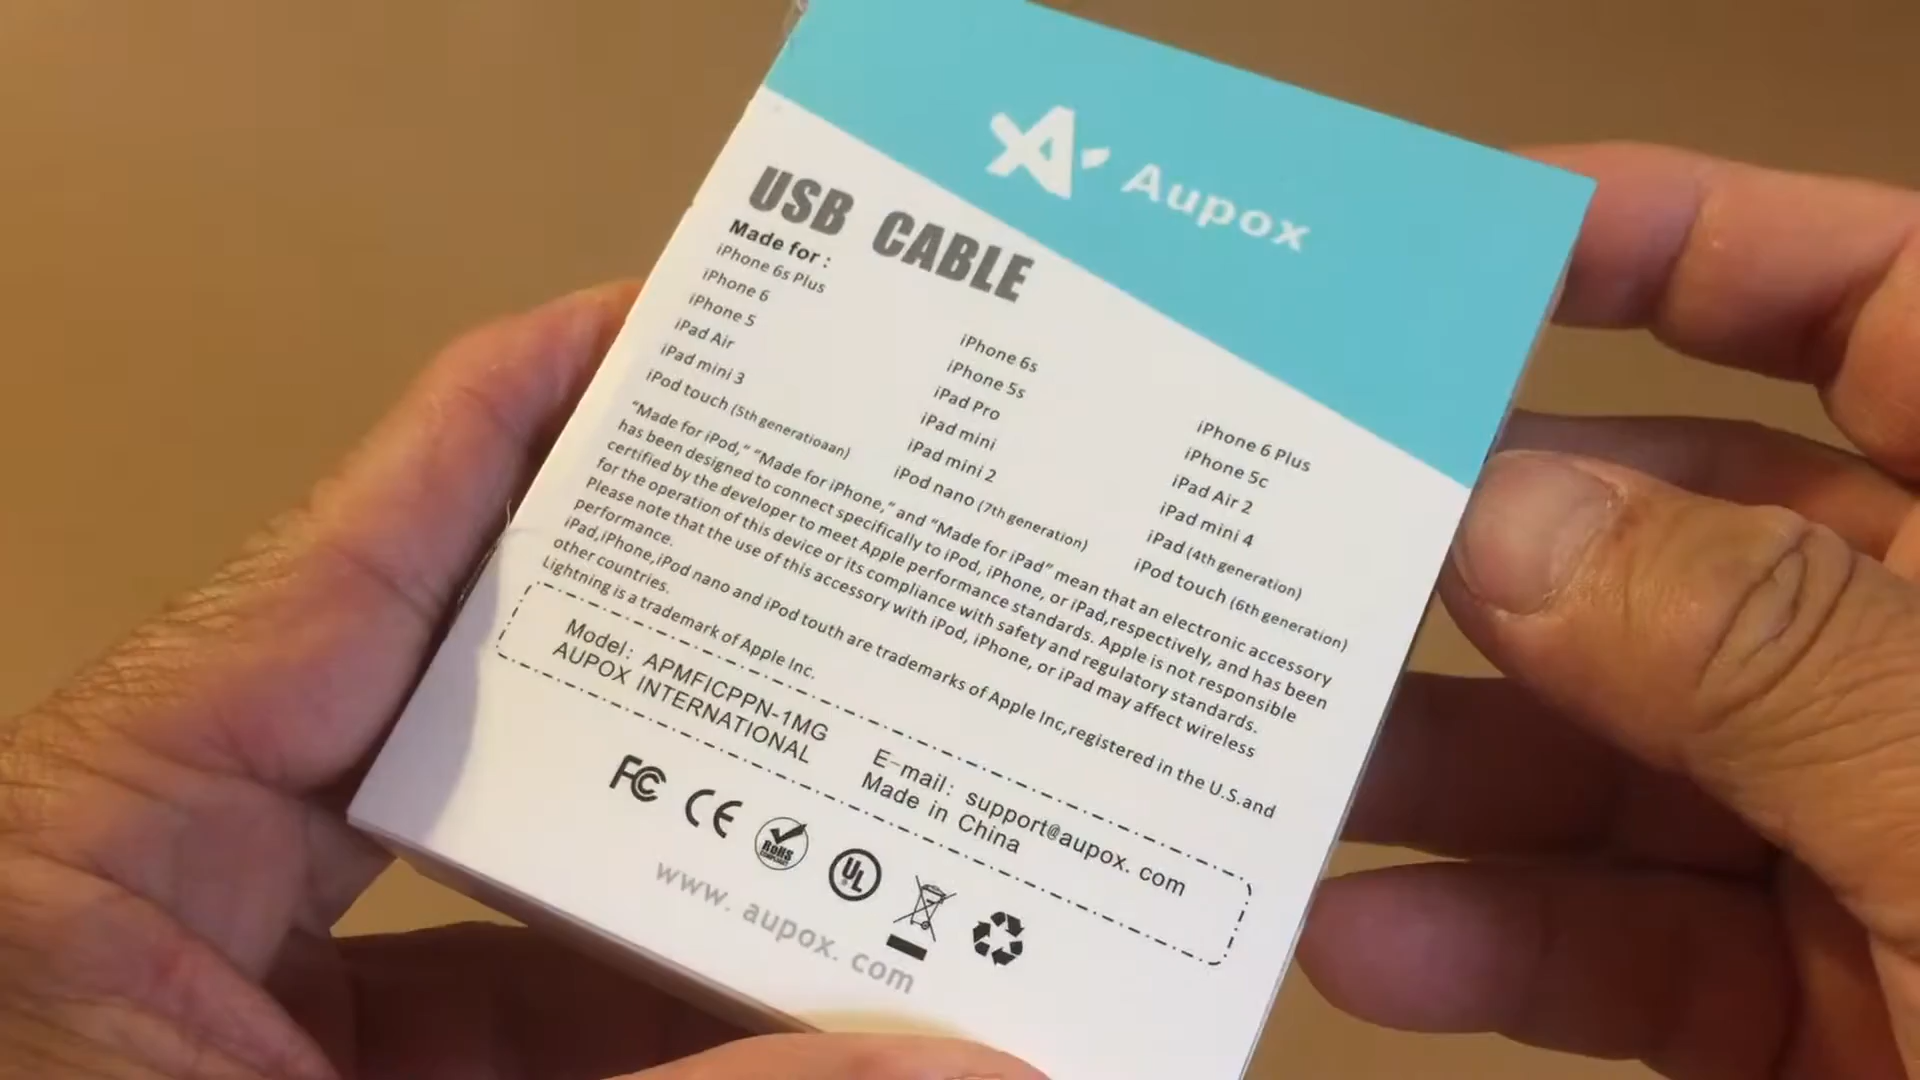 Aupox
USB CABLE
Made for :
iPhone 6s Plus
iPhone 6
iPhone 5
iPad Air
iPad mini 3
iPod touch (5th generatioaan)
iPhone 6s
iPhone 5s
iPad Pro
iPad mini
iPad mini 2
iPod nano (7th generation)
iPhone 6 Plus
iPhone 5c
iPad Air 2
iPad mini 4
iPad (4th generation)
iPod touch (6th generation)
“Made for iPod,” “Made for iPhone,” and “Made for iPad” mean that an electronic accessory
has been designed to connect specifically to iPod, iPhone, or iPad,respectively, and has been
certified by the developer to meet Apple performance standards. Apple is not responsible
for the operation of this device or its compliance with safety and regulatory standards.
Please note that the use of this accessory with iPod, iPhone, or iPad may affect wireless
performance.
iPad,iPhone,iPod nano and iPod touth are trademarks of Apple Inc,registered in the U.S.and
other countries.
Lightning is a trademark of Apple Inc.
Model: APMFICPPN-1MG
AUPOX INTERNATIONAL
E-mail: support@aupox. com
Made in China
FC CE RoHS COMPLIANT UL
www. aupox. com